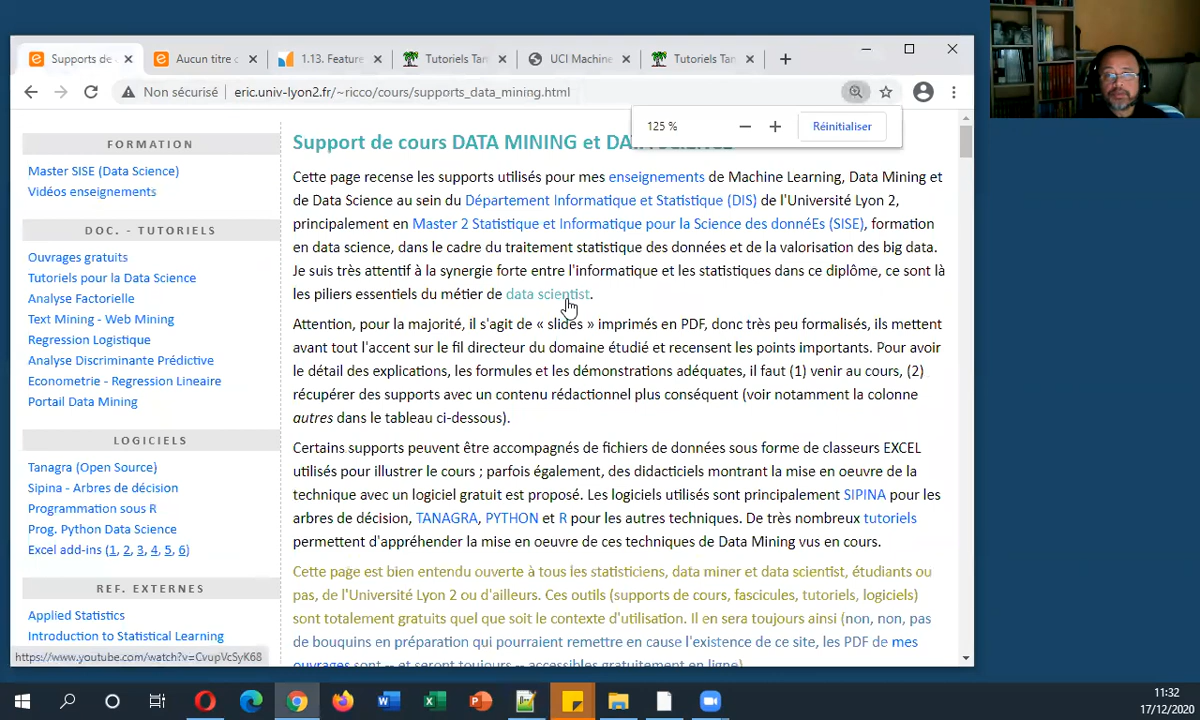 Supports de
Aucun titre
1.13. Feature
Tutoriels Tan
UCI Machine
Tutoriels Tan
Non sécurisé
eric.univ-lyon2.fr/~ricco/cours/supports_data_mining.html
125 %
Réinitialiser
FORMATION
Master SISE (Data Science)
Vidéos enseignements
DOC. - TUTORIELS
Ouvrages gratuits
Tutoriels pour la Data Science
Analyse Factorielle
Text Mining - Web Mining
Regression Logistique
Analyse Discriminante Prédictive
Econometrie - Regression Lineaire
Portail Data Mining
LOGICIELS
Tanagra (Open Source)
Sipina - Arbres de décision
Programmation sous R
Prog. Python Data Science
Excel add-ins (1, 2, 3, 4, 5, 6)
REF. EXTERNES
Applied Statistics
Introduction to Statistical Learning
https://www.youtube.com/watch?v=CvupVcSyK68
Support de cours DATA MINING et DATA SCIENCE
Cette page recense les supports utilisés pour mes enseignements de Machine Learning, Data Mining et
de Data Science au sein du Département Informatique et Statistique (DIS) de l'Université Lyon 2,
principalement en Master 2 Statistique et Informatique pour la Science des donnéEs (SISE), formation
en data science, dans le cadre du traitement statistique des données et de la valorisation des big data.
Je suis très attentif à la synergie forte entre l'informatique et les statistiques dans ce diplôme, ce sont là
les piliers essentiels du métier de data scientist.
Attention, pour la majorité, il s'agit de « slides » imprimés en PDF, donc très peu formalisés, ils mettent
avant tout l'accent sur le fil directeur du domaine étudié et recensent les points importants. Pour avoir
le détail des explications, les formules et les démonstrations adéquates, il faut (1) venir au cours, (2)
récupérer des supports avec un contenu rédactionnel plus conséquent (voir notamment la colonne
autres dans le tableau ci-dessous).
Certains supports peuvent être accompagnés de fichiers de données sous forme de classeurs EXCEL
utilisés pour illustrer le cours ; parfois également, des didacticiels montrant la mise en oeuvre de la
technique avec un logiciel gratuit est proposé. Les logiciels utilisés sont principalement SIPINA pour les
arbres de décision, TANAGRA, PYTHON et R pour les autres techniques. De très nombreux tutoriels
permettent d'appréhender la mise en oeuvre de ces techniques de Data Mining vus en cours.
Cette page est bien entendu ouverte à tous les statisticiens, data miner et data scientist, étudiants ou
pas, de l'Université Lyon 2 ou d'ailleurs. Ces outils (supports de cours, fascicules, tutoriels, logiciels)
sont totalement gratuits quel que soit le contexte d'utilisation. Il en sera toujours ainsi (non, non, pas
de bouquins en préparation qui pourraient remettre en cause l'existence de ce site, les PDF de mes
ouvrages sont -- et seront toujours -- accessibles gratuitement en ligne)
11:32
17/12/2020